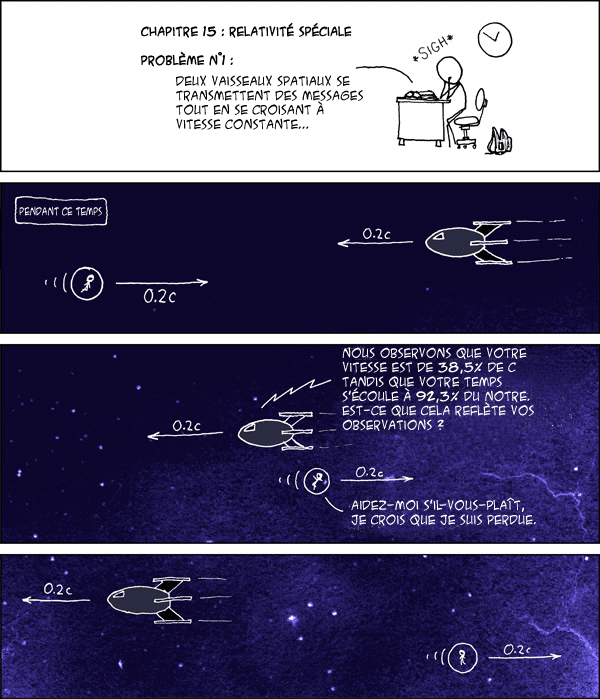 CHAPITRE 15 : RELATIVITÉ SPÉCIALE
PROBLÈME N°1 :
DEUX VAISSEAUX SPATIAUX SE
TRANSMETTENT DES MESSAGES
TOUT EN SE CROISANT À
VITESSE CONSTANTE...
*SIGH*
PENDANT CE TEMPS
0.2c
0.2c
NOUS OBSERVONS QUE VOTRE
VITESSE EST DE 38,5% DE C
TANDIS QUE VOTRE TEMPS
S'ÉCOULE À 92,3% DU NOTRE.
EST-CE QUE CELA REFLÈTE VOS
OBSERVATIONS ?
0.2c
0.2c
AIDEZ-MOI S'IL-VOUS-PLAÎT,
JE CROIS QUE JE SUIS PERDUE.
0.2c
0.2c